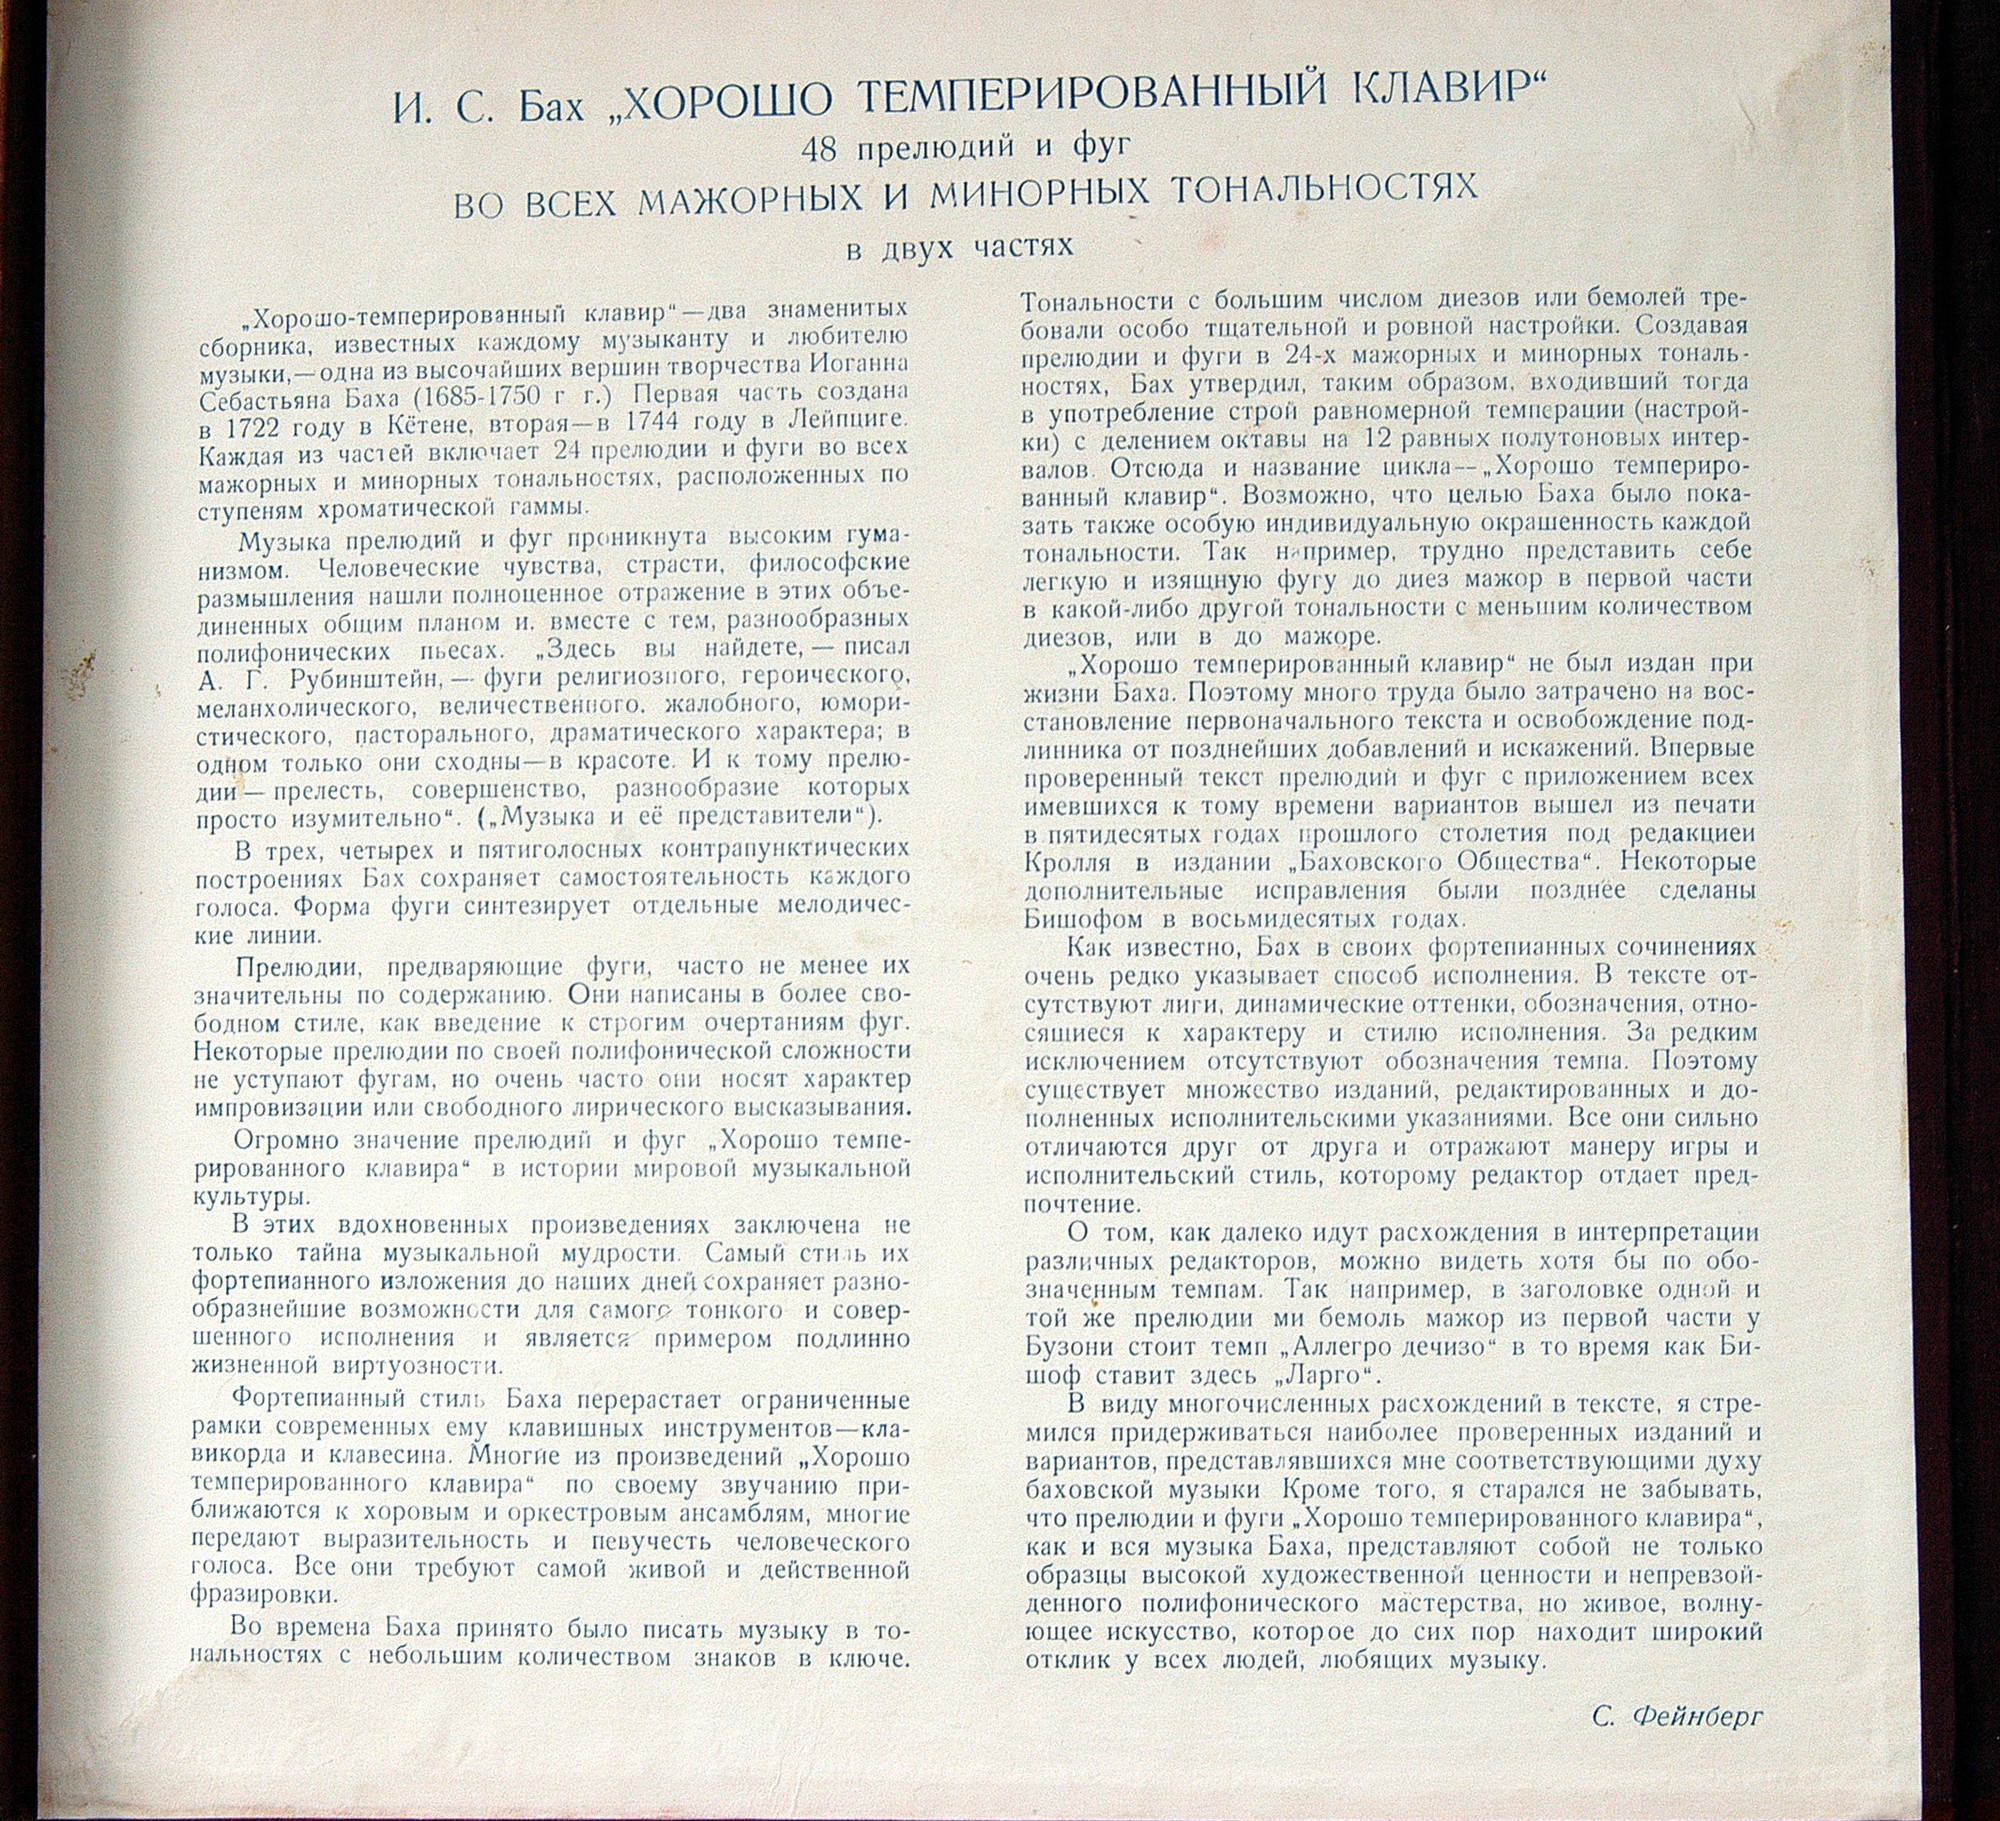 И. С. Бах „ХОРОШО ТЕМПЕРИРОВАННЫЙ КЛАВИР“
48 прелюдий и фуг
ВО ВСЕХ МАЖОРНЫХ И МИНОРНЫХ ТОНАЛЬНОСТЯХ
в двух частях
„Хорошо-темперированный клавир“—два знаменитых
сборника, известных каждому музыканту и любителю
музыки,—одна из высочайших вершин творчества Иоганна
Себастьяна Баха (1685-1750 г г.) Первая часть создана
в 1722 году в Кётене, вторая—в 1744 году в Лейпциге.
Каждая из частей включает 24 прелюдии и фуги во всех
мажорных и минорных тональностях, расположенных по
ступеням хроматической гаммы.
Музыка прелюдий и фуг проникнута высоким гума-
низмом. Человеческие чувства, страсти, философские
размышления нашли полноценное отражение в этих объе-
диненных общим планом и, вместе с тем, разнообразных
полифонических пьесах. „Здесь вы найдете, — писал
А. Г. Рубинштейн, — фуги религиозного, героического,
меланхолического, величественного, жалобного, юмори-
стического, пасторального, драматического характера; в
одном только они сходны—в красоте. И к тому прелю-
дии — прелесть, совершенство, разнообразие которых
просто изумительно“. („Музыка и её представители“).
В трех, четырех и пятиголосных контрапунктических
построениях Бах сохраняет самостоятельность каждого
голоса. Форма фуги синтезирует отдельные мелодичес-
кие линии.
Прелюдии, предваряющие фуги, часто не менее их
значительны по содержанию. Они написаны в более сво-
бодном стиле, как введение к строгим очертаниям фуг.
Некоторые прелюдии по своей полифонической сложности
не уступают фугам, но очень часто они носят характер
импровизации или свободного лирического высказывания.
Огромно значение прелюдий и фуг „Хорошо темпе-
рированного клавира“ в истории мировой музыкальной
культуры.
В этих вдохновенных произведениях заключена не
только тайна музыкальной мудрости. Самый стиль их
фортепианного изложения до наших дней сохраняет разно-
образнейшие возможности для самого тонкого и совер-
шенного исполнения и является примером подлинно
жизненной виртуозности.
Фортепианный стиль Баха перерастает ограниченные
рамки современных ему клавишных инструментов—кла-
викорда и клавесина. Многие из произведений „Хорошо
темперированного клавира“ по своему звучанию при-
ближаются к хоровым и оркестровым ансамблям, многие
передают выразительность и певучесть человеческого
голоса. Все они требуют самой живой и действенной
фразировки.
Во времена Баха принято было писать музыку в то-
нальностях с небольшим количеством знаков в ключе.
Тональности с большим числом диезов или бемолей тре-
бовали особо тщательной и ровной настройки. Создавая
прелюдии и фуги в 24-х мажорных и минорных тональ-
ностях, Бах утвердил, таким образом, входивший тогда
в употребление строй равномерной темперации (настрой-
ки) с делением октавы на 12 равных полутоновых интер-
валов. Отсюда и название цикла—„Хорошо темпериро-
ванный клавир“. Возможно, что целью Баха было пока-
зать также особую индивидуальную окрашенность каждой
тональности. Так например, трудно представить себе
легкую и изящную фугу до диез мажор в первой части
в какой-либо другой тональности с меньшим количеством
диезов, или в до мажоре.
„Хорошо темперированный клавир“ не был издан при
жизни Баха. Поэтому много труда было затрачено на вос-
становление первоначального текста и освобождение под-
линника от позднейших добавлений и искажений. Впервые
проверенный текст прелюдий и фуг с приложением всех
имевшихся к тому времени вариантов вышел из печати
в пятидесятых годах прошлого столетия под редакцией
Кролля в издании „Баховского Общества“. Некоторые
дополнительные исправления были позднее сделаны
Бишофом в восьмидесятых годах.
Как известно, Бах в своих фортепианных сочинениях
очень редко указывает способ исполнения. В тексте от-
сутствуют лиги, динамические оттенки, обозначения, отно-
сящиеся к характеру и стилю исполнения. За редким
исключением отсутствуют обозначения темпа. Поэтому
существует множество изданий, редактированных и до-
полненных исполнительскими указаниями. Все они сильно
отличаются друг от друга и отражают манеру игры и
исполнительский стиль, которому редактор отдает пред-
почтение.
О том, как далеко идут расхождения в интерпретации
различных редакторов, можно видеть хотя бы по обо-
значенным темпам. Так например, в заголовке одной и
той же прелюдии ми бемоль мажор из первой части у
Бузони стоит темп „Аллегро дечизо“ в то время как Би-
шоф ставит здесь „Ларго“.
В виду многочисленных расхождений в тексте, я стре-
мился придерживаться наиболее проверенных изданий и
вариантов, представлявшихся мне соответствующими духу
баховской музыки Кроме того, я старался не забывать,
что прелюдии и фуги „Хорошо темперированного клавира“,
как и вся музыка Баха, представляют собой не только
образцы высокой художественной ценности и непревзой-
денного полифонического мастерства, но живое, волну-
ющее искусство, которое до сих пор находит широкий
отклик у всех людей, любящих музыку.
С. Фейнберг